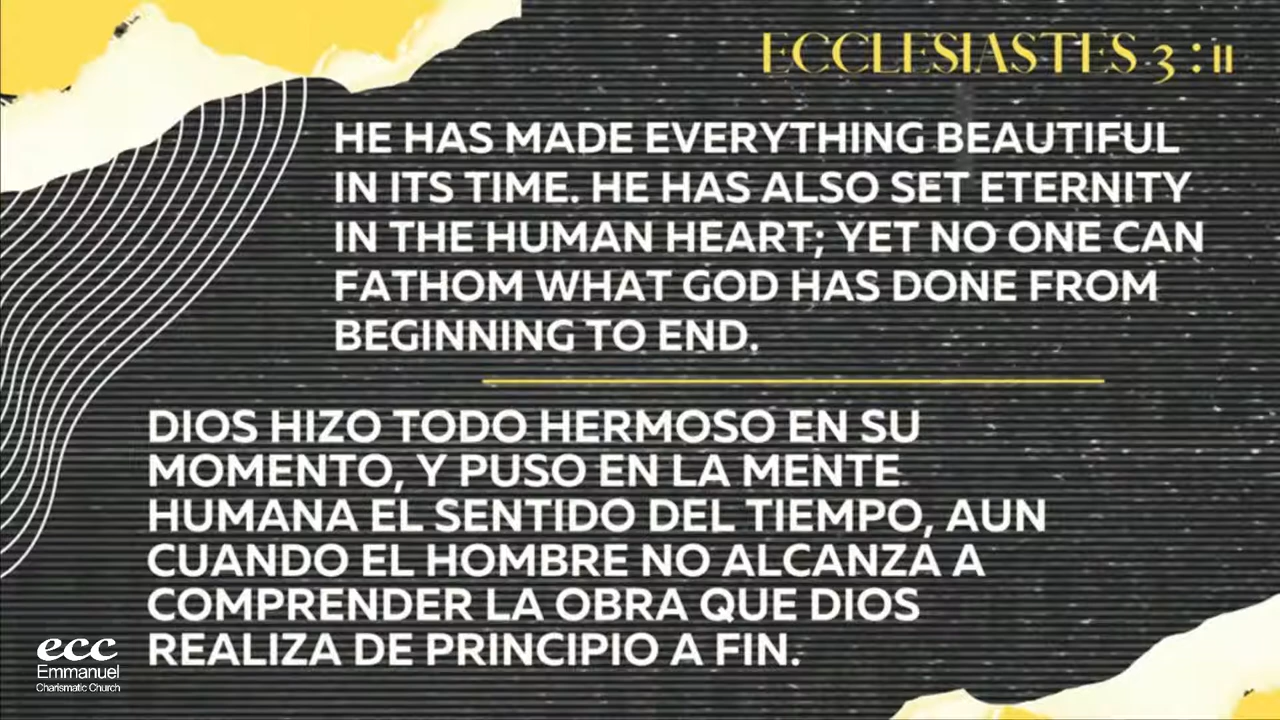 ECCLESIASTES 3:11
HE HAS MADE EVERYTHING BEAUTIFUL
IN ITS TIME. HE HAS ALSO SET ETERNITY
IN THE HUMAN HEART; YET NO ONE CAN
FATHOM WHAT GOD HAS DONE FROM
BEGINNING TO END.
DIOS HIZO TODO HERMOSO EN SU
MOMENTO, Y PUSO EN LA MENTE
HUMANA EL SENTIDO DEL TIEMPO, AUN
CUANDO EL HOMBRE NO ALCANZA A
COMPRENDER LA OBRA QUE DIOS
REALIZA DE PRINCIPIO A FIN.
ecc
Emmanuel
Charismatic Church